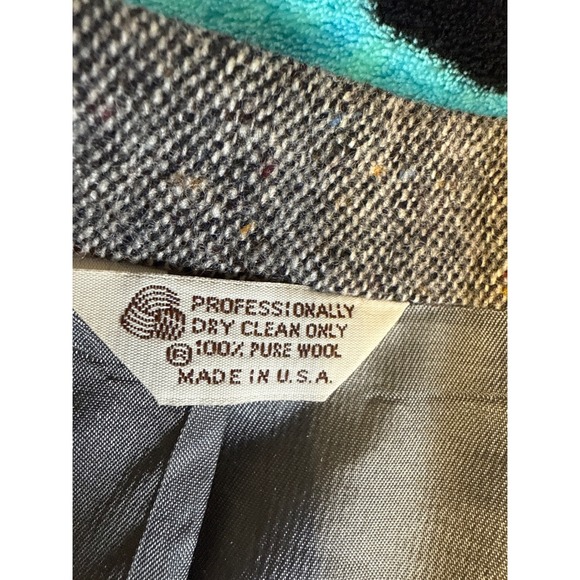 PROFESSIONALLY
DRY CLEAN ONLY
® 100% PURE WOOL
MADE IN U.S.A.